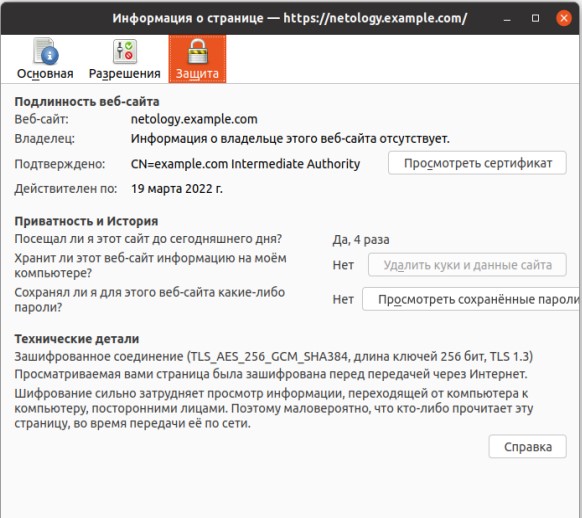 Информация о странице — https://netology.example.com/
Основная Разрешения Защита
Подлинность веб-сайта
Веб-сайт: netology.example.com
Владелец: Информация о владельце этого веб-сайта отсутствует.
Подтверждено: CN=example.com Intermediate Authority Просмотреть сертификат
Действителен по: 19 марта 2022 г.
Приватность и История
Посещал ли я этот сайт до сегодняшнего дня? Да, 4 раза
Хранит ли этот веб-сайт информацию на моём
компьютере? Нет Удалить куки и данные сайта
Сохранял ли я для этого веб-сайта какие-либо
пароли? Нет Просмотреть сохранённые пароли
Технические детали
Зашифрованное соединение (TLS_AES_256_GCM_SHA384, длина ключей 256 бит, TLS 1.3)
Просматриваемая вами страница была зашифрована перед передачей через Интернет.
Шифрование сильно затрудняет просмотр информации, переходящей от компьютера к
компьютеру, посторонними лицами. Поэтому маловероятно, что кто-либо прочитает эту
страницу, во время передачи её по сети.
Справка